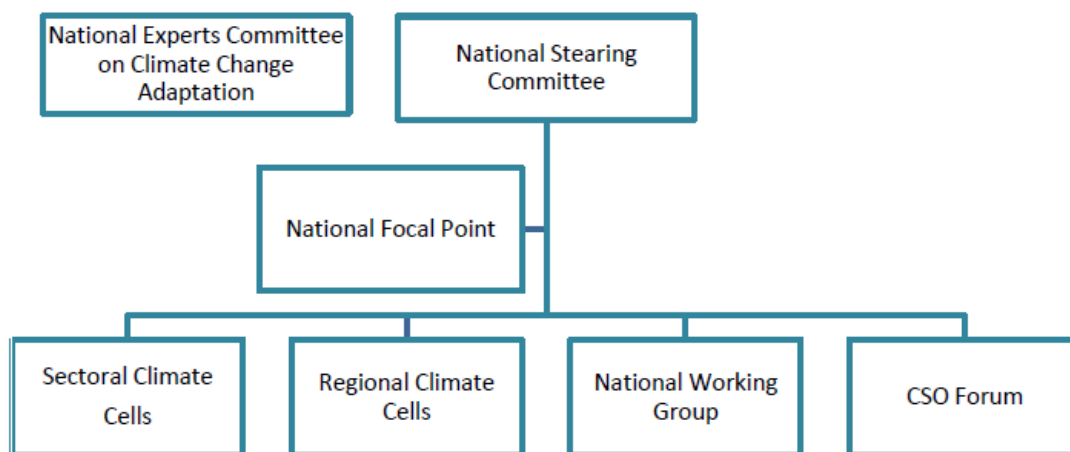 National Experts Committee
on Climate Change
Adaptation
National Stearing
Committee
National Focal Point
Sectoral Climate
Cells
Regional Climate
Cells
National Working
Group
CSO Forum